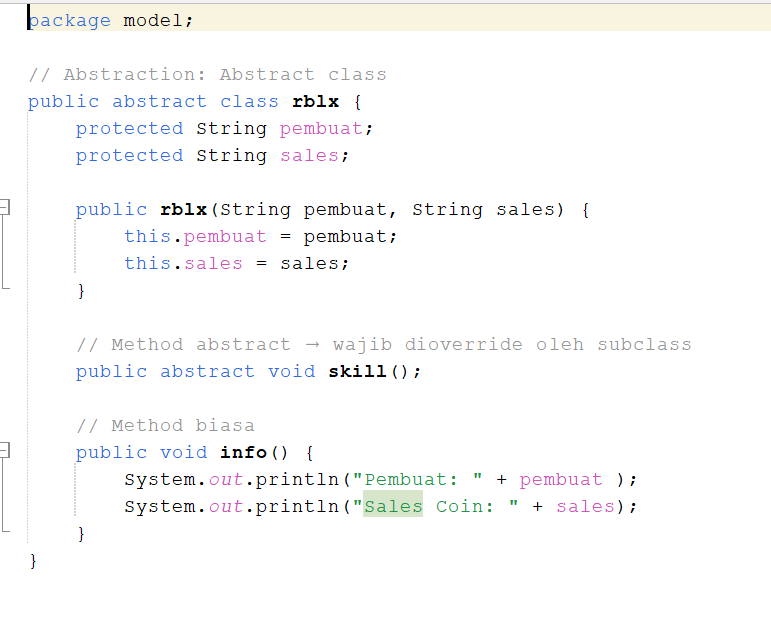 package model;
// Abstraction: Abstract class
public abstract class rblx {
protected String pembuat;
protected String sales;
public rblx(String pembuat, String sales) {
this.pembuat = pembuat;
this.sales = sales;
}
// Method abstract → wajib dioverride oleh subclass
public abstract void skill();
// Method biasa
public void info() {
System.out.println("Pembuat: " + pembuat );
System.out.println("Sales Coin: " + sales);
}
}